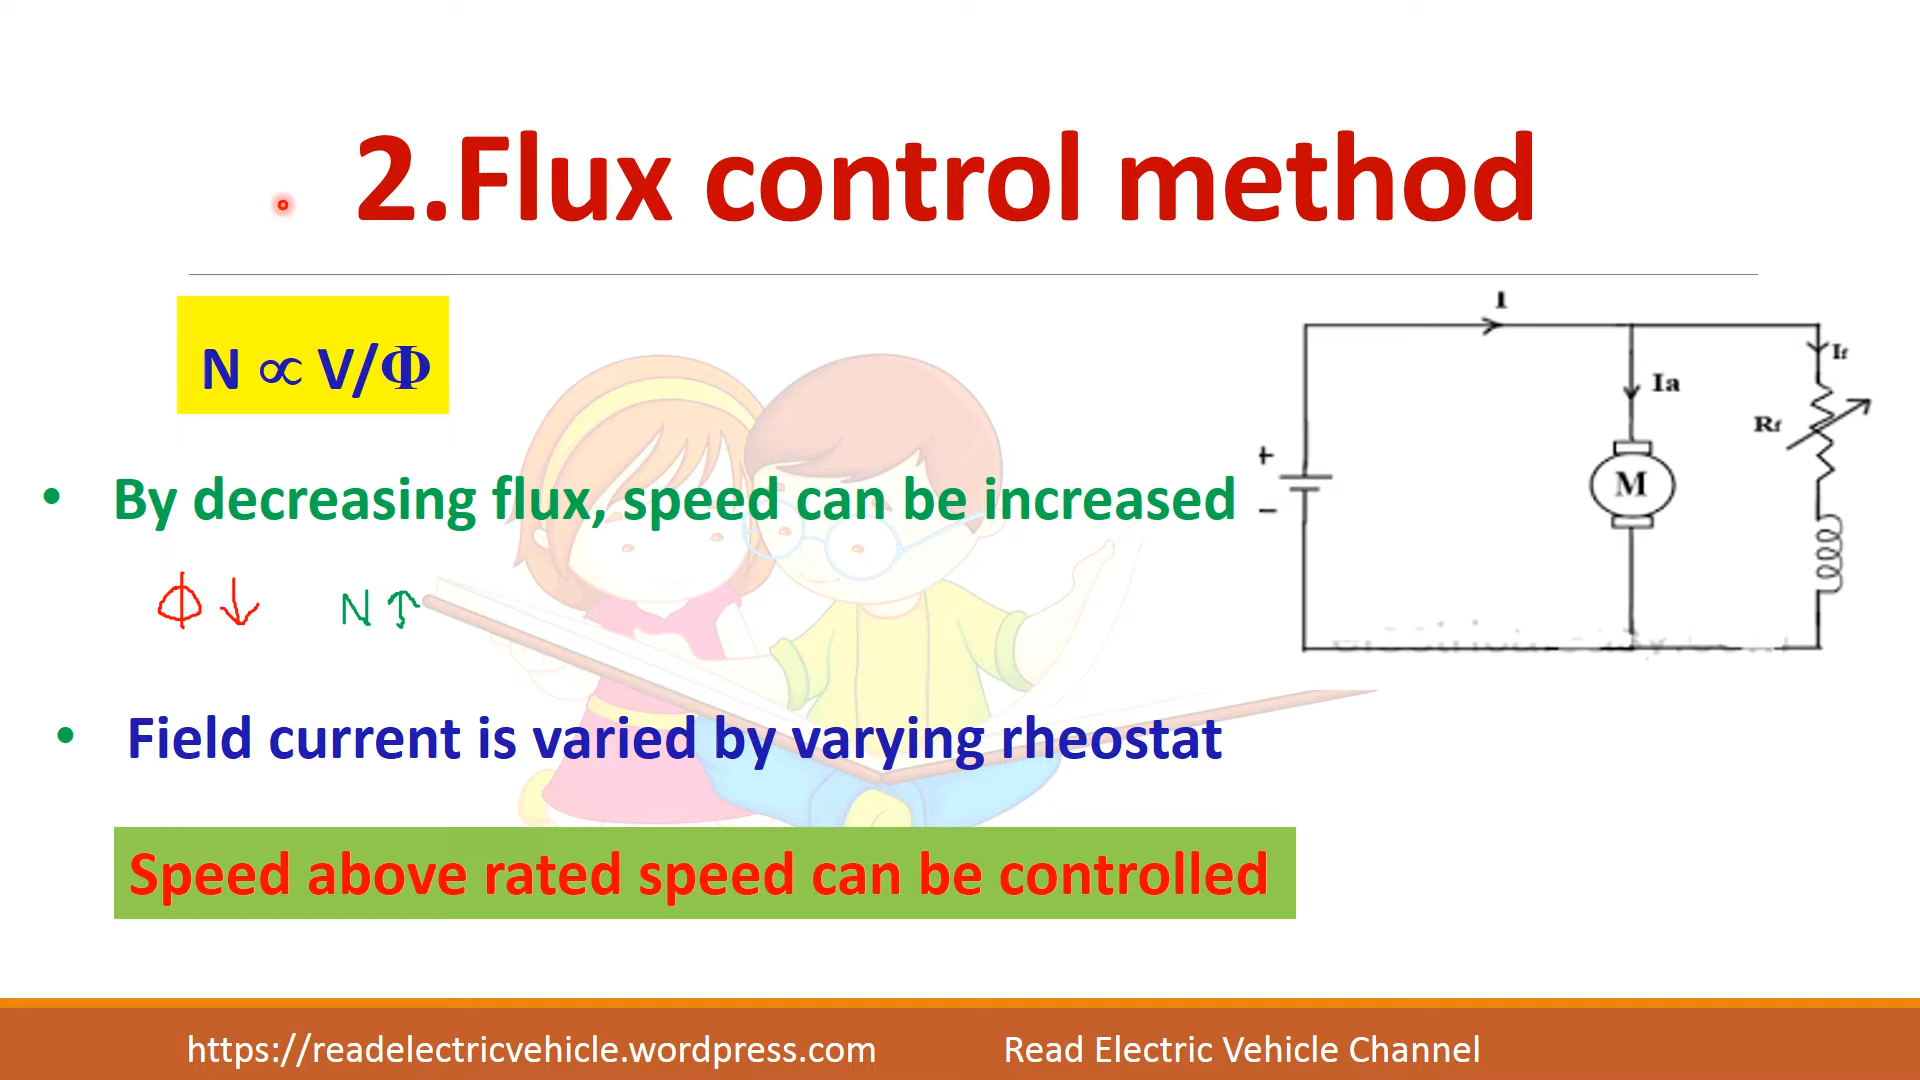 2.Flux control method
N ∝ V/Φ
I
If
Ia
Rf
+
M
−
• By decreasing flux, speed can be increased
Φ ↓ N ↑
• Field current is varied by varying rheostat
Speed above rated speed can be controlled
https://readelectricvehicle.wordpress.com
Read Electric Vehicle Channel